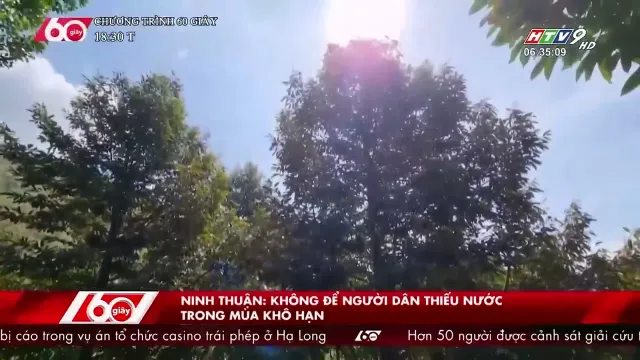 60 giây
CHƯƠNG TRÌNH 60 GIÂY
18:30 T
HTV9 HD
06:35:09
60 giây
NINH THUẬN: KHÔNG ĐỂ NGƯỜI DÂN THIẾU NƯỚC
TRONG MÙA KHÔ HẠN
bị cáo trong vụ án tổ chức casino trái phép ở Hạ Long
60
Hơn 50 người được cảnh sát giải cứu